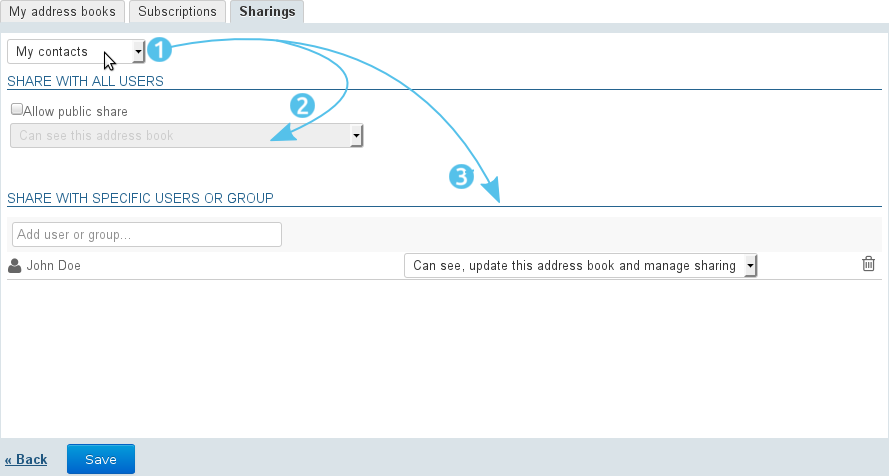 My address books Subscriptions Sharings
My contacts 1
SHARE WITH ALL USERS
2
Allow public share
Can see this address book
3
SHARE WITH SPECIFIC USERS OR GROUP
Add user or group...
John Doe Can see, update this address book and manage sharing
« Back Save